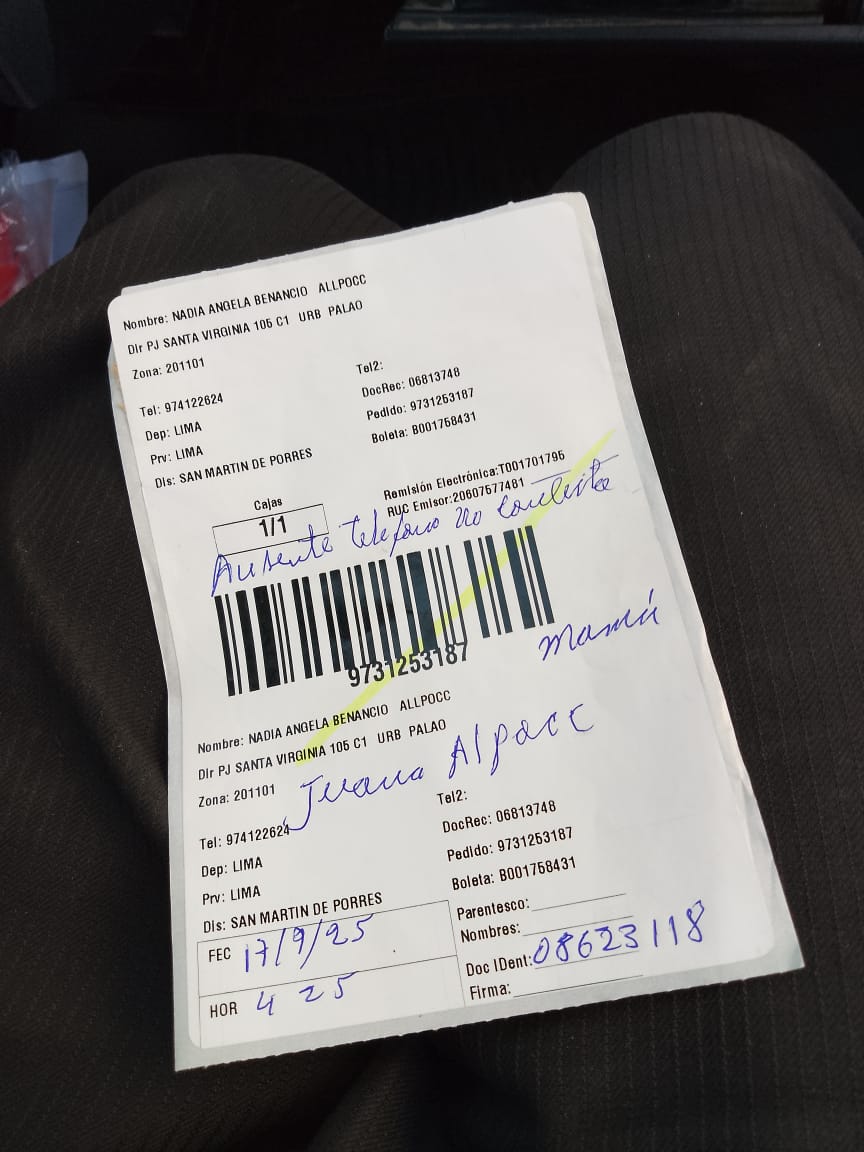 Nombre: NADIA ANGELA BENANCIO ALLPOCC
Dir PJ SANTA VIRGINIA 105 C1 URB PALAO
Zona: 201101
Tel: 974122624
Tel2:
Dep: LIMA
DocRec: 06813748
Prv: LIMA
Pedido: 9731253187
Dis: SAN MARTIN DE PORRES
Boleta: B001758431
Cajas
1/1
Remisión Electrónica:T001701795
RUC Emisor:20607577481
Ausente telefono no contesta
9731253187
Mamá
Nombre: NADIA ANGELA BENANCIO ALLPOCC
Dir PJ SANTA VIRGINIA 105 C1 URB PALAO
Zona: 201101
Juana Alpocc
Tel: 974122624
Tel2:
Dep: LIMA
DocRec: 06813748
Prv: LIMA
Pedido: 9731253187
Dis: SAN MARTIN DE PORRES
Boleta: B001758431
FEC 17/9/25
Parentesco:
Nombres:
HOR 4 25
Doc IDent: 08623118
Firma: